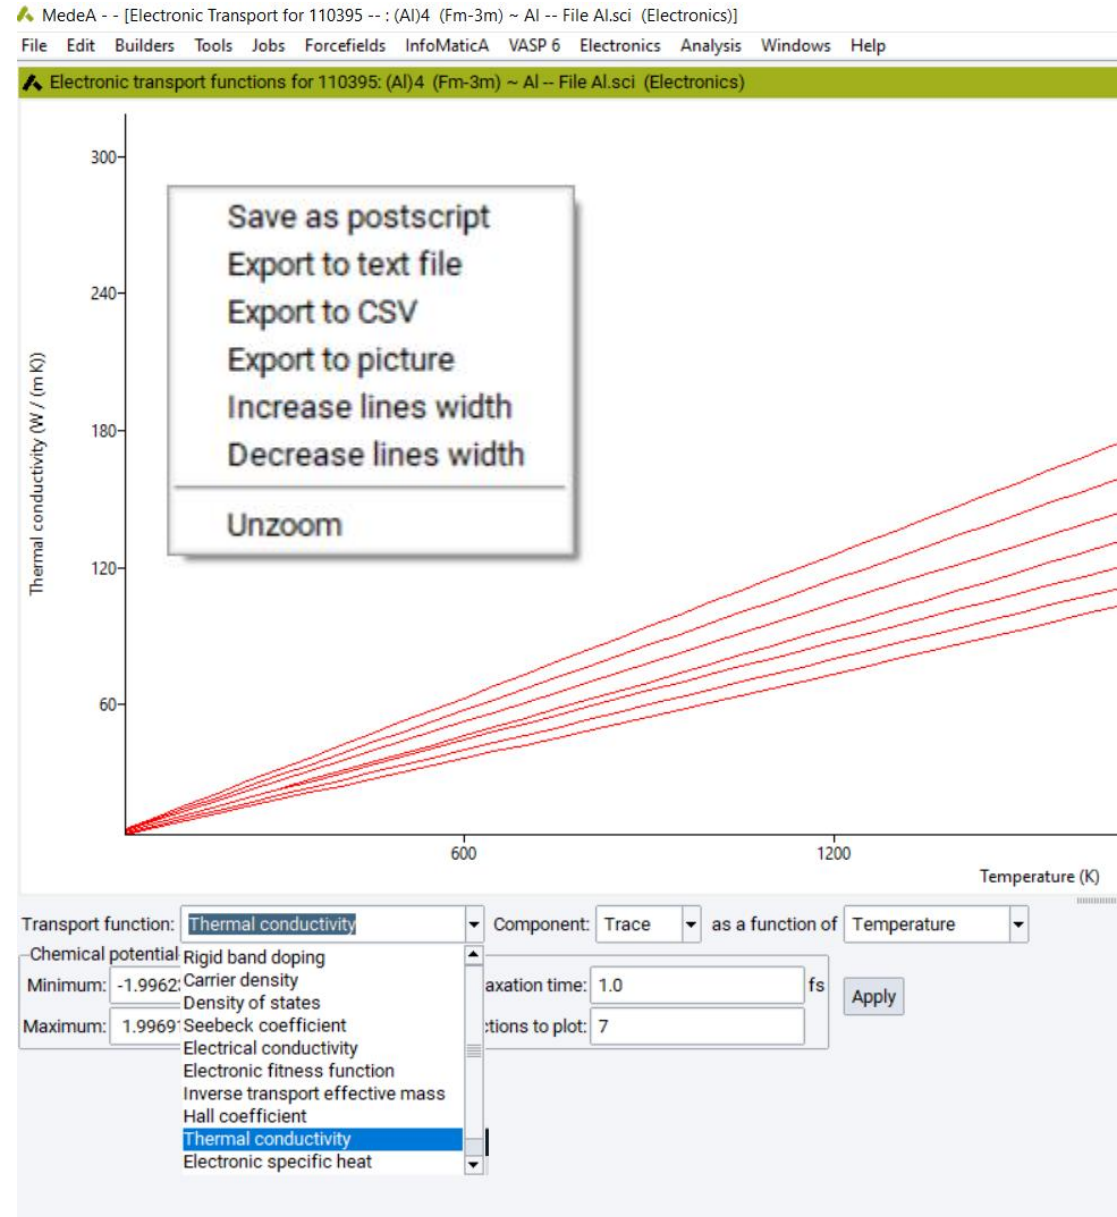 MedeA - - [Electronic Transport for 110395 -- : (Al)4 (Fm-3m) ~ Al -- File Al.sci (Electronics)]
File Edit Builders Tools Jobs Forcefields InfoMaticA VASP 6 Electronics Analysis Windows Help
Electronic transport functions for 110395: (Al)4 (Fm-3m) ~ Al -- File Al.sci (Electronics)
300
240
180
120
60
Thermal conductivity (W / (m K))
Save as postscript
Export to text file
Export to CSV
Export to picture
Increase lines width
Decrease lines width
Unzoom
600
1200
Temperature (K)
Transport function: Thermal conductivity Component: Trace as a function of Temperature
Chemical potential
Minimum: -1.9962 axation time: 1.0 fs
Apply
Maximum: 1.9969 ctions to plot: 7
Rigid band doping
Carrier density
Density of states
Seebeck coefficient
Electrical conductivity
Electronic fitness function
Inverse transport effective mass
Hall coefficient
Thermal conductivity
Electronic specific heat